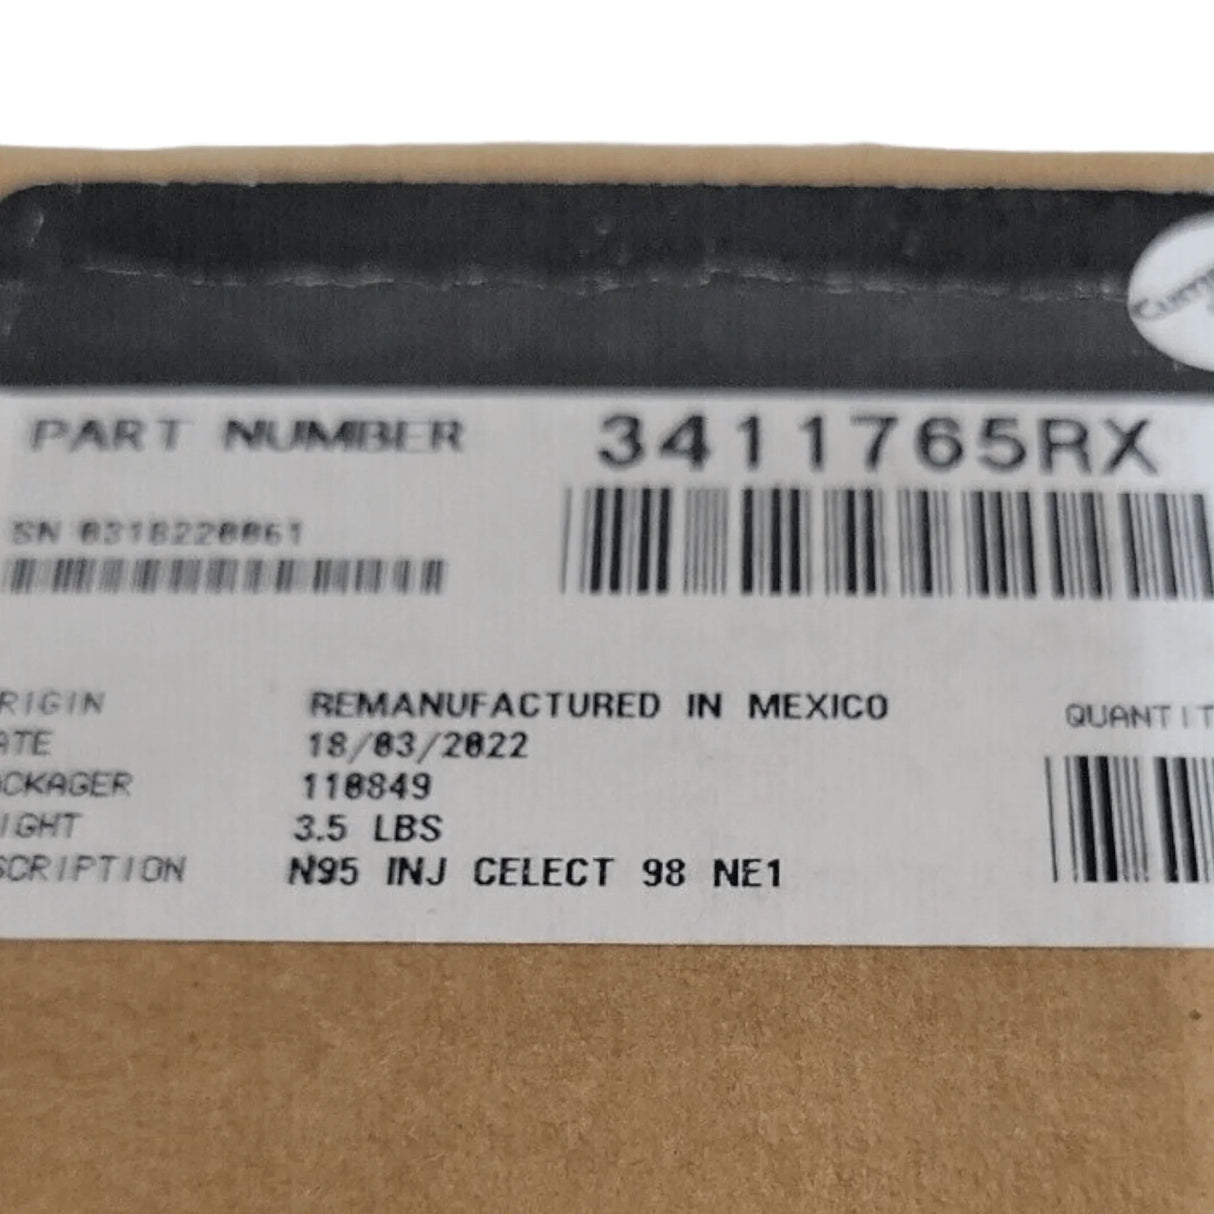 PART NUMBER
3411765RX
SN 0318220061
RIGIN REMANUFACTURED IN MEXICO
ATE 18/03/2022
CKAGER 110849
IGHT 3.5 LBS
SCRIPTION N95 INJ CELECT 98 NE1
QUANTIT